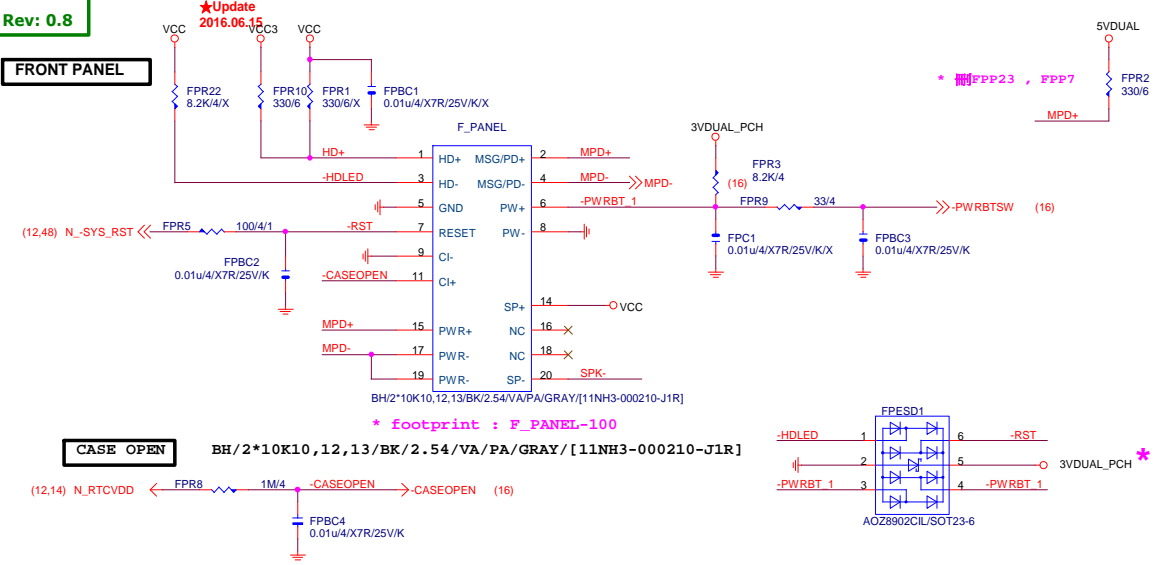 Rev: 0.8
★Update
2016.06.15
VCC
VCC3
VCC
5VDUAL
FRONT PANEL
* 刪FPP23 , FPP7
FPR22
8.2K/4/X
FPR10
330/6
FPR1
330/6/X
FPBC1
0.01u/4/X7R/25V/K/X
FPR2
330/6
MPD+
F_PANEL
3VDUAL_PCH
HD+
1
HD+
MSG/PD+
2
MPD+
FPR3
8.2K/4
-HDLED
3
HD-
MSG/PD-
4
MPD-
MPD-
(16)
5
GND
PW+
6
-PWRBT_1
FPR9
33/4
-PWRBTSW
(16)
(12,48) N_-SYS_RST
FPR5
100/4/1
-RST
7
RESET
PW-
8
FPC1
0.01u/4/X7R/25V/K/X
FPBC3
0.01u/4/X7R/25V/K
9
CI-
FPBC2
0.01u/4/X7R/25V/K
-CASEOPEN
11
CI+
SP+
14
VCC
MPD+
15
PWR+
NC
16
MPD-
17
PWR-
NC
18
19
PWR-
SP-
20
SPK-
BH/2*10K10,12,13/BK/2.54/VA/PA/GRAY/[11NH3-000210-J1R]
* footprint : F_PANEL-100
CASE OPEN
BH/2*10K10,12,13/BK/2.54/VA/PA/GRAY/[11NH3-000210-J1R]
FPESD1
-HDLED
1
6
-RST
2
5
3VDUAL_PCH
*
-PWRBT_1
3
4
-PWRBT_1
AOZ8902CIL/SOT23-6
(12,14) N_RTCVDD
FPR8
1M/4
-CASEOPEN
-CASEOPEN
(16)
FPBC4
0.01u/4/X7R/25V/K